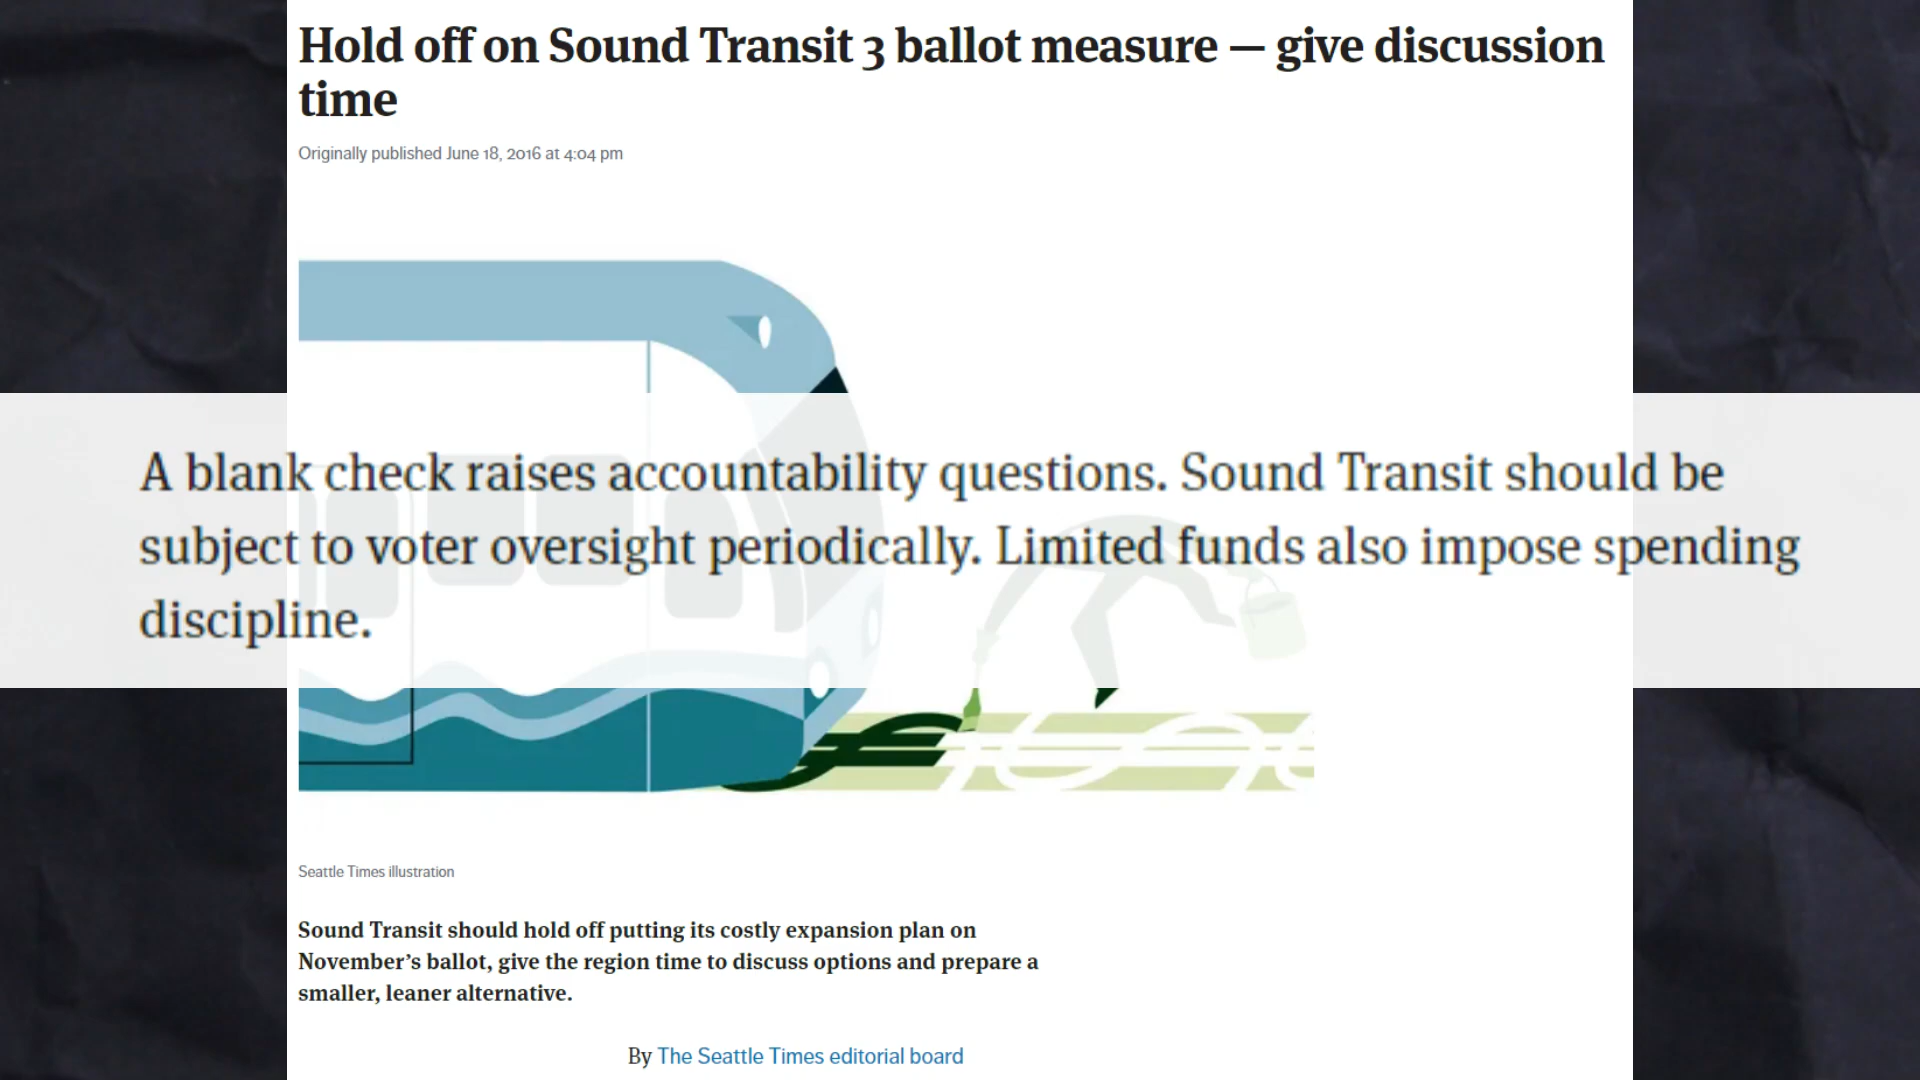 Hold off on Sound Transit 3 ballot measure — give discussion
time
Originally published June 18, 2016 at 4:04 pm
A blank check raises accountability questions. Sound Transit should be
subject to voter oversight periodically. Limited funds also impose spending
discipline.
Seattle Times illustration
Sound Transit should hold off putting its costly expansion plan on
November’s ballot, give the region time to discuss options and prepare a
smaller, leaner alternative.
By The Seattle Times editorial board